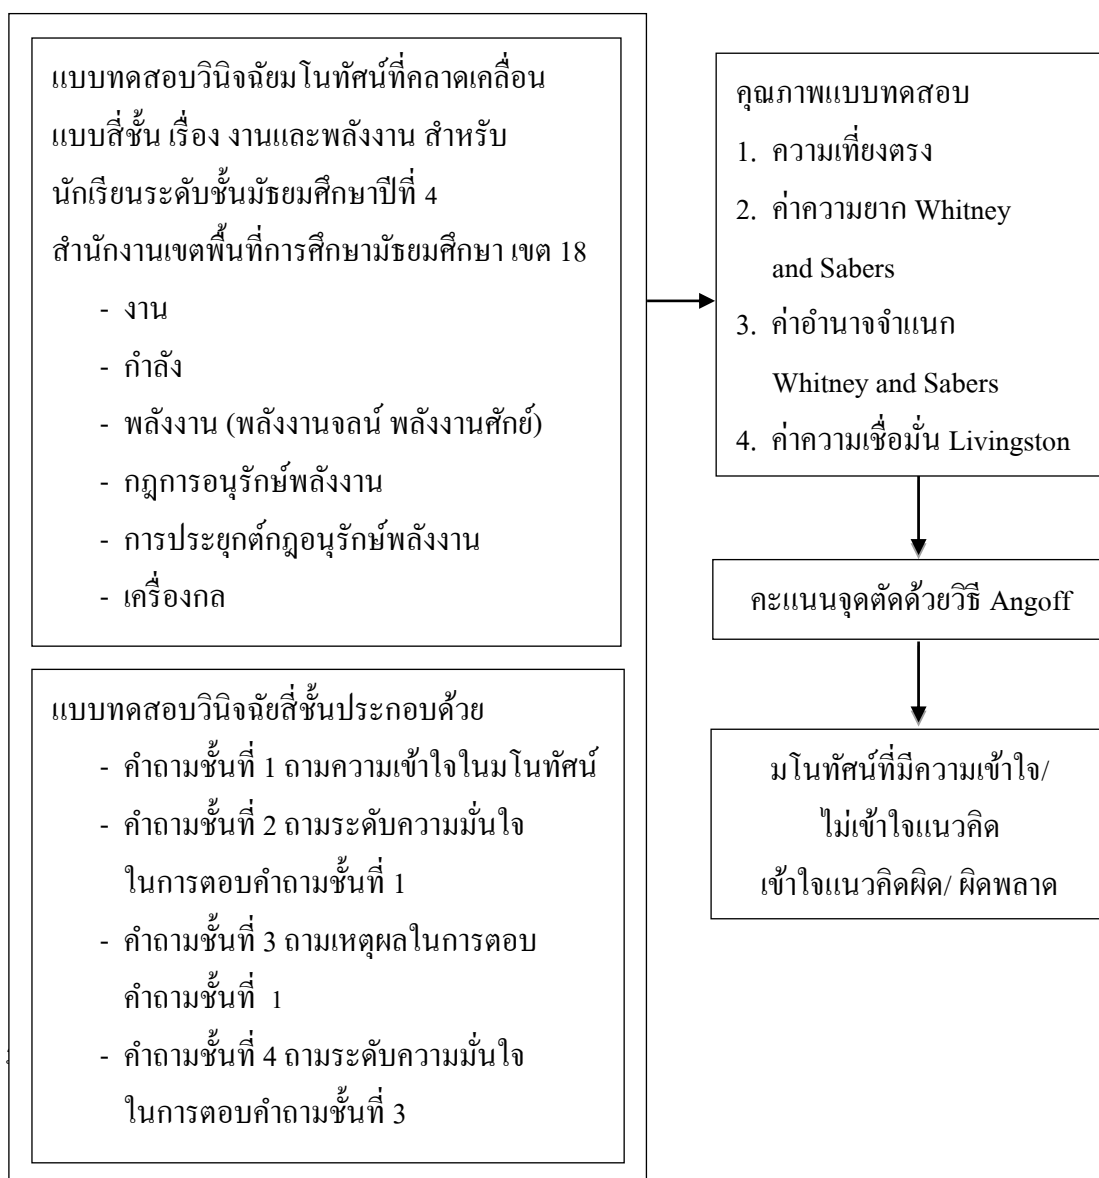 แบบทดสอบวินิจฉัยมโนทัศน์ที่คลาดเคลื่อน
แบบสี่ชั้น เรื่อง งานและพลังงาน สำหรับ
นักเรียนระดับชั้นมัธยมศึกษาปีที่ 4
สำนักงานเขตพื้นที่การศึกษามัธยมศึกษา เขต 18
- งาน
- กำลัง
- พลังงาน (พลังงานจลน์ พลังงานศักย์)
- กฎการอนุรักษ์พลังงาน
- การประยุกต์กฎอนุรักษ์พลังงาน
- เครื่องกล
แบบทดสอบวินิจฉัยสี่ชั้นประกอบด้วย
- คำถามชั้นที่ 1 ถามความเข้าใจในมโนทัศน์
- คำถามชั้นที่ 2 ถามระดับความมั่นใจ
ในการตอบคำถามชั้นที่ 1
- คำถามชั้นที่ 3 ถามเหตุผลในการตอบ
คำถามชั้นที่ 1
- คำถามชั้นที่ 4 ถามระดับความมั่นใจ
ในการตอบคำถามชั้นที่ 3
คุณภาพแบบทดสอบ
1. ความเที่ยงตรง
2. ค่าความยาก Whitney
and Sabers
3. ค่าอำนาจจำแนก
Whitney and Sabers
4. ค่าความเชื่อมั่น Livingston
คะแนนจุดตัดด้วยวิธี Angoff
มโนทัศน์ที่มีความเข้าใจ/
ไม่เข้าใจแนวคิด
เข้าใจแนวคิดผิด/ ผิดพลาด